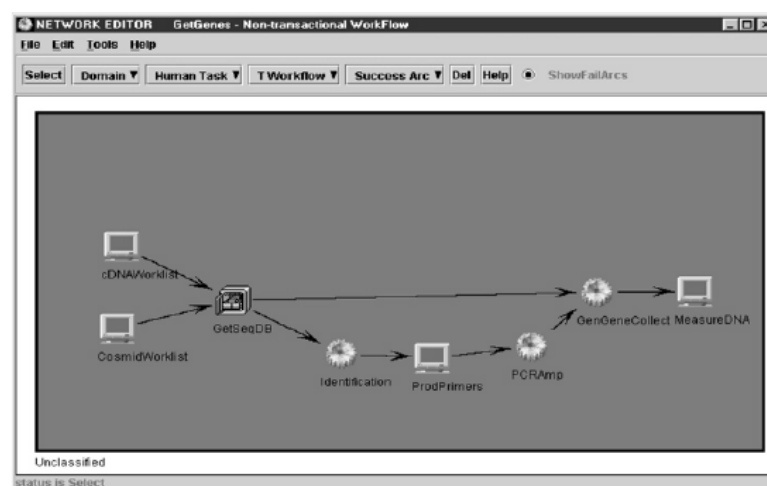 NETWORK EDITOR GetGenes - Non-transactional WorkFlow
File Edit Tools Help
Select Domain Human Task T Workflow Success Arc Del Help ShowFailArcs
cDNAWorklist
GetSeqDB
CosmidWorklist
Identification
ProdPrimers
PCRAmp
GenGeneCollect
MeasureDNA
Unclassified
status is Select